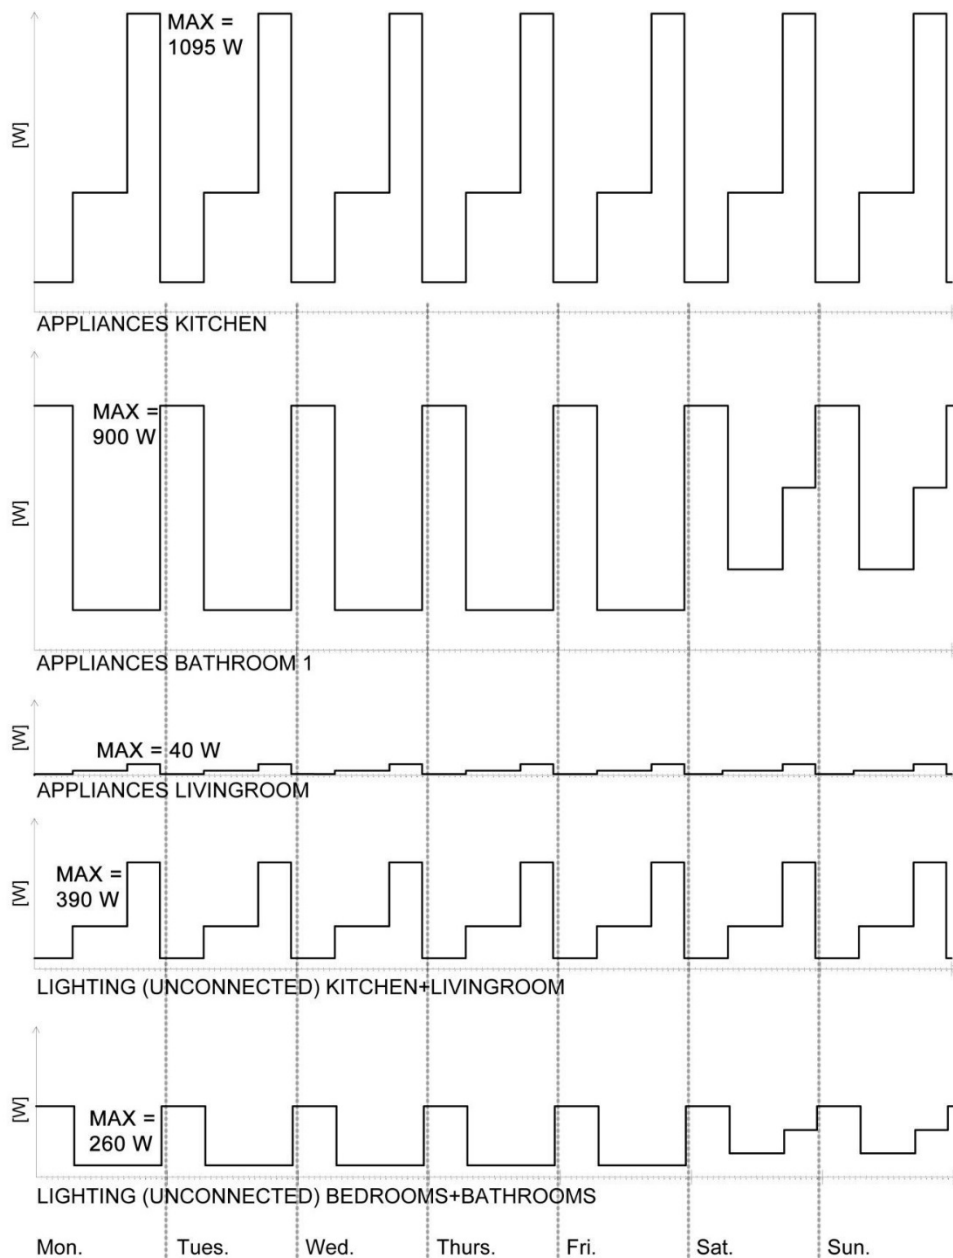 MAX =
1095 W
[W]
APPLIANCES KITCHEN
MAX =
900 W
[W]
APPLIANCES BATHROOM 1
[W]
MAX = 40 W
APPLIANCES LIVINGROOM
MAX =
390 W
[W]
LIGHTING (UNCONNECTED) KITCHEN+LIVINGROOM
[W]
MAX =
260 W
LIGHTING (UNCONNECTED) BEDROOMS+BATHROOMS
Mon. Tues. Wed. Thurs. Fri. Sat. Sun.